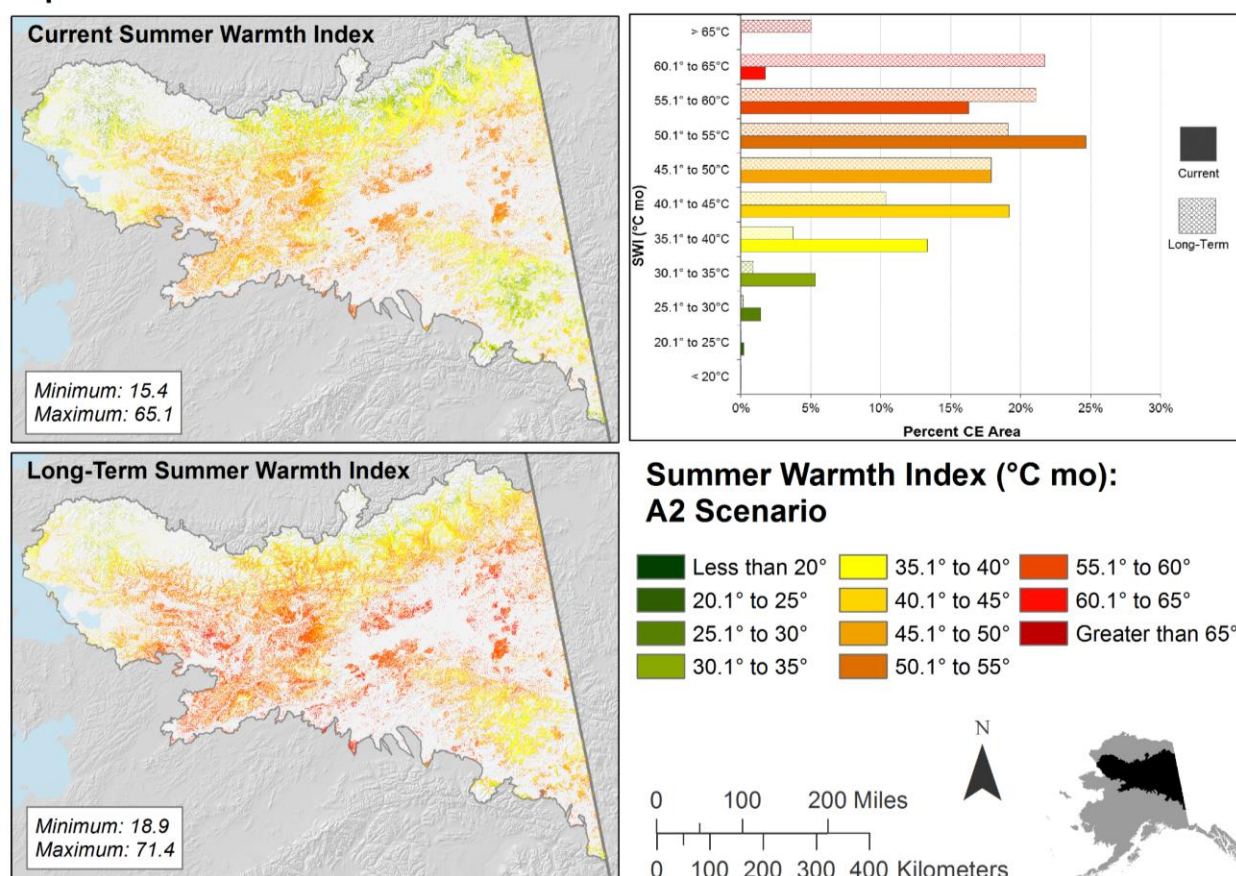 Current Summer Warmth Index
Minimum: 15.4
Maximum: 65.1
SWI (°C mo)
> 65°C
60.1° to 65°C
55.1° to 60°C
50.1° to 55°C
45.1° to 50°C
40.1° to 45°C
35.1° to 40°C
30.1° to 35°C
25.1° to 30°C
20.1° to 25°C
< 20°C
0% 5% 10% 15% 20% 25% 30%
Percent CE Area
Current
Long-Term
Long-Term Summer Warmth Index
Minimum: 18.9
Maximum: 71.4
Summer Warmth Index (°C mo):
A2 Scenario
Less than 20°
20.1° to 25°
25.1° to 30°
30.1° to 35°
35.1° to 40°
40.1° to 45°
45.1° to 50°
50.1° to 55°
55.1° to 60°
60.1° to 65°
Greater than 65°
N
0 100 200 Miles
0 100 200 300 400 Kilometers